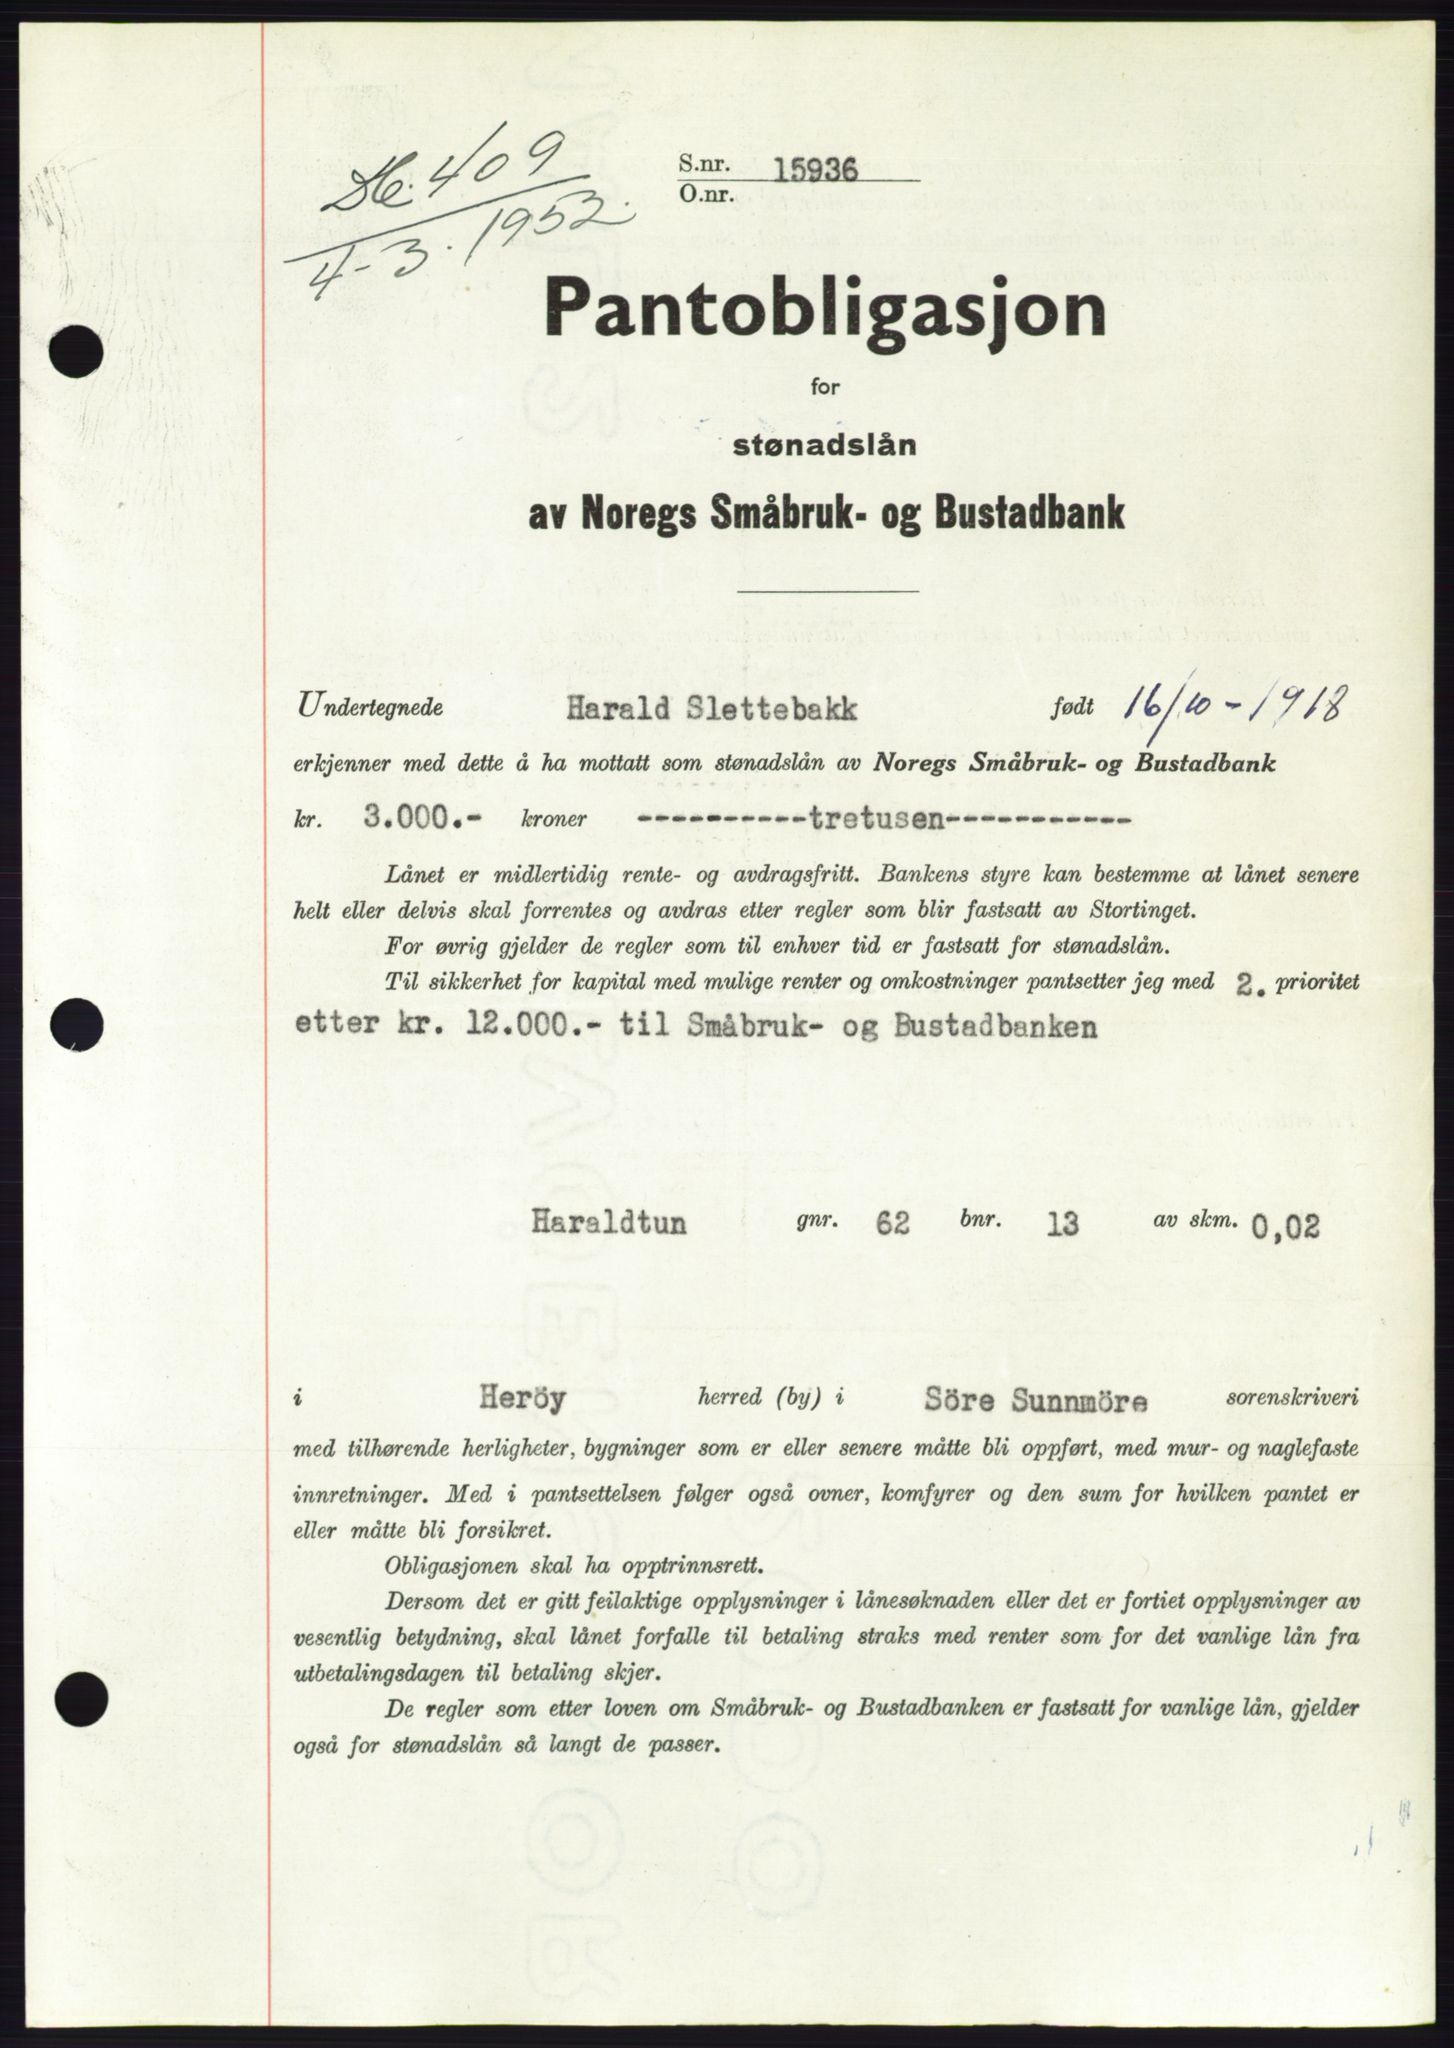 De. 409
4-3. 1953.
S.nr. 15936
O.nr.
Pantobligasjon
for
stønadslån
av Noregs Småbruk- og Bustadbank
Undertegnede Harald Slettebakk født 16/10-1918
erkjenner med dette å ha mottatt som stønadslån av Noregs Småbruk- og Bustadbank
kr. 3.000.- kroner ----------tretusen-----------
Lånet er midlertidig rente- og avdragsfritt. Bankens styre kan bestemme at lånet senere
helt eller delvis skal forrentes og avdras etter regler som blir fastsatt av Stortinget.
For øvrig gjelder de regler som til enhver tid er fastsatt for stønadslån.
Til sikkerhet for kapital med mulige renter og omkostninger pantsetter jeg med 2. prioritet
etter kr. 12.000.- til Småbruk- og Bustadbanken
Haraldtun gnr. 62 bnr. 13 av skm. 0,02
i Heröy herred (by) i Söre Sunnmöre sorenskriveri
med tilhørende herligheter, bygninger som er eller senere måtte bli oppført, med mur- og naglefaste
innretninger. Med i pantsettelsen følger også ovner, komfyrer og den sum for hvilken pantet er
eller måtte bli forsikret.
Obligasjonen skal ha opptrinnsrett.
Dersom det er gitt feilaktige opplysninger i lånesøknaden eller det er fortiet opplysninger av
vesentlig betydning, skal lånet forfalle til betaling straks med renter som for det vanlige lån fra
utbetalingsdagen til betaling skjer.
De regler som etter loven om Småbruk- og Bustadbanken er fastsatt for vanlige lån, gjelder
også for stønadslån så langt de passer.